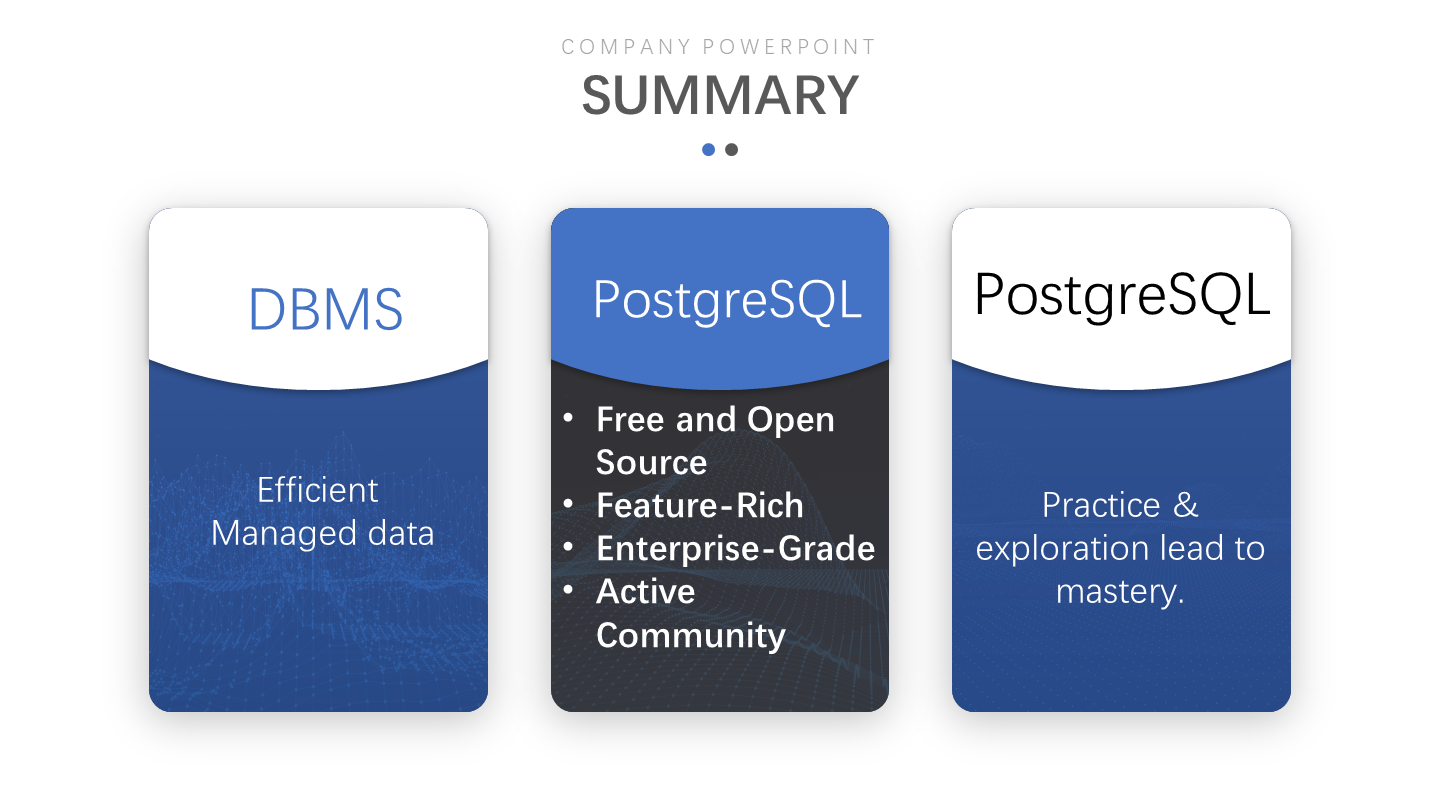 COMPANY POWERPOINT
SUMMARY
DBMS
Efficient
Managed data
PostgreSQL
• Free and Open
Source
• Feature-Rich
• Enterprise-Grade
• Active
Community
PostgreSQL
Practice &
exploration lead to
mastery.